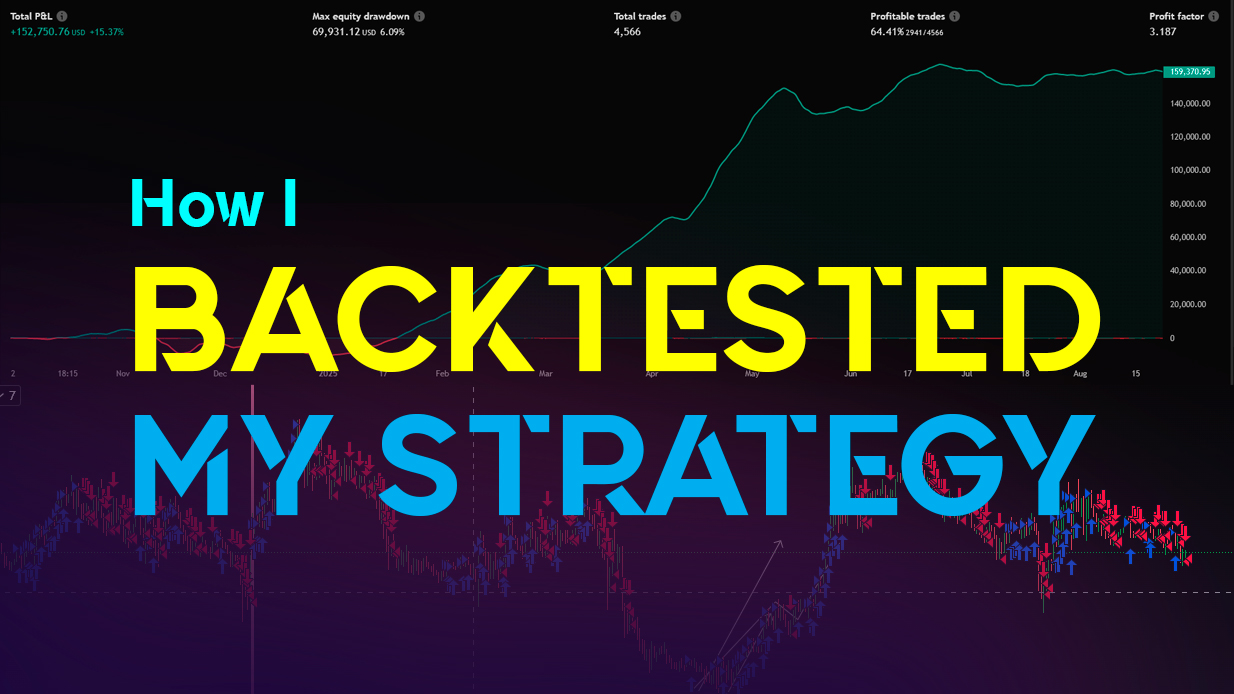 Total P&L
Max equity drawdown
Total trades
Profitable trades
Profit factor
+152,750.76 USD +15.37%
69,931.12 USD 6.09%
4,566
64.41% 2941/4566
3.187
159,370.95
140,000.00
120,000.00
100,000.00
80,000.00
60,000.00
40,000.00
20,000.00
0
How I
BACKTESTED
2 18:15 Nov Dec 2025 17 Feb Mar Apr May Jun 17 Jul 18 Aug 15
7
MY STRATEGY